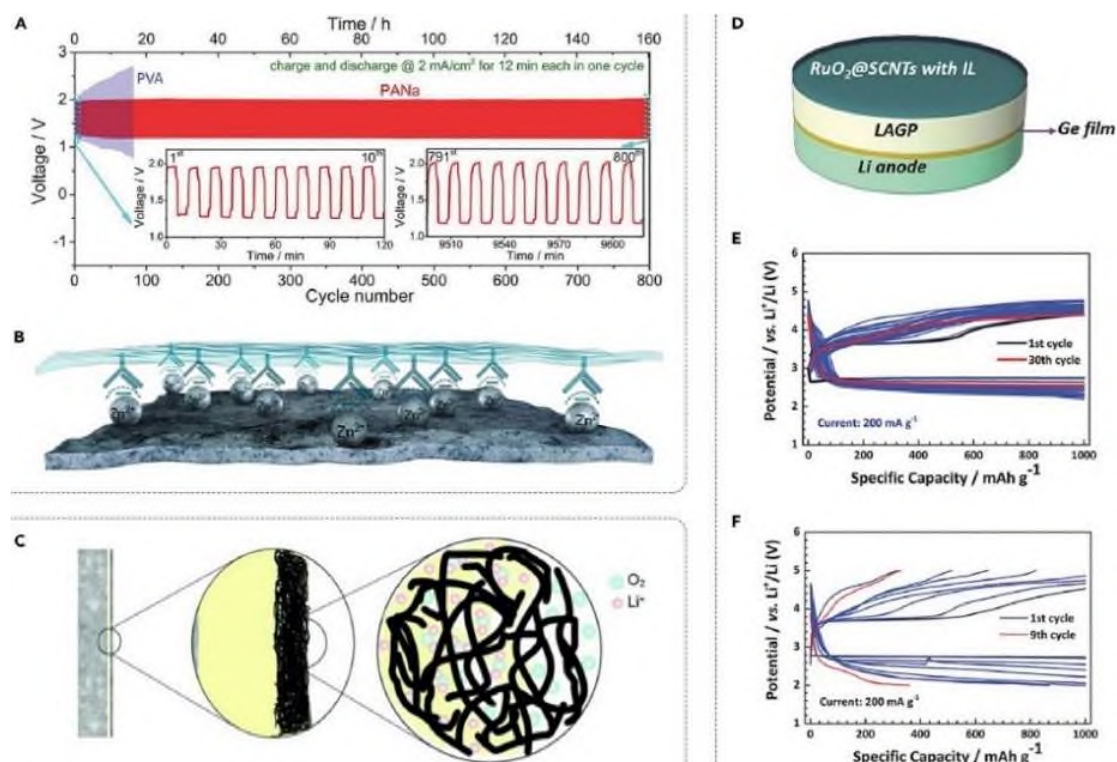 A
Time / h
0 20 40 60 80 100 120 140 160
charge and discharge @ 2 mA/cm² for 12 min each in one cycle
PVA
PANa
Voltage / V
3
2
1
0
-1
1st
10th
Voltage / V
2.0
1.5
1.0
0 30 60 90 120
Time / min
791st
800th
Voltage / V
2.0
1.5
1.0
9510 9540 9570 9600
Time / min
0 100 200 300 400 500 600 700 800
Cycle number
B
Zn²⁺
Zn²⁺
Zn²⁺
C
O₂
Li⁺
D
RuO₂@SCNTs with IL
LAGP
Ge film
Li anode
E
Potential / vs. Li⁺/Li (V)
6
5
4
3
2
1
1st cycle
30th cycle
Current: 200 mA g⁻¹
0 200 400 600 800 1000
Specific Capacity / mAh g⁻¹
F
Potential / vs. Li⁺/Li (V)
6
5
4
3
2
1
1st cycle
9th cycle
Current: 200 mA g⁻¹
0 200 400 600 800 1000
Specific Capacity / mAh g⁻¹